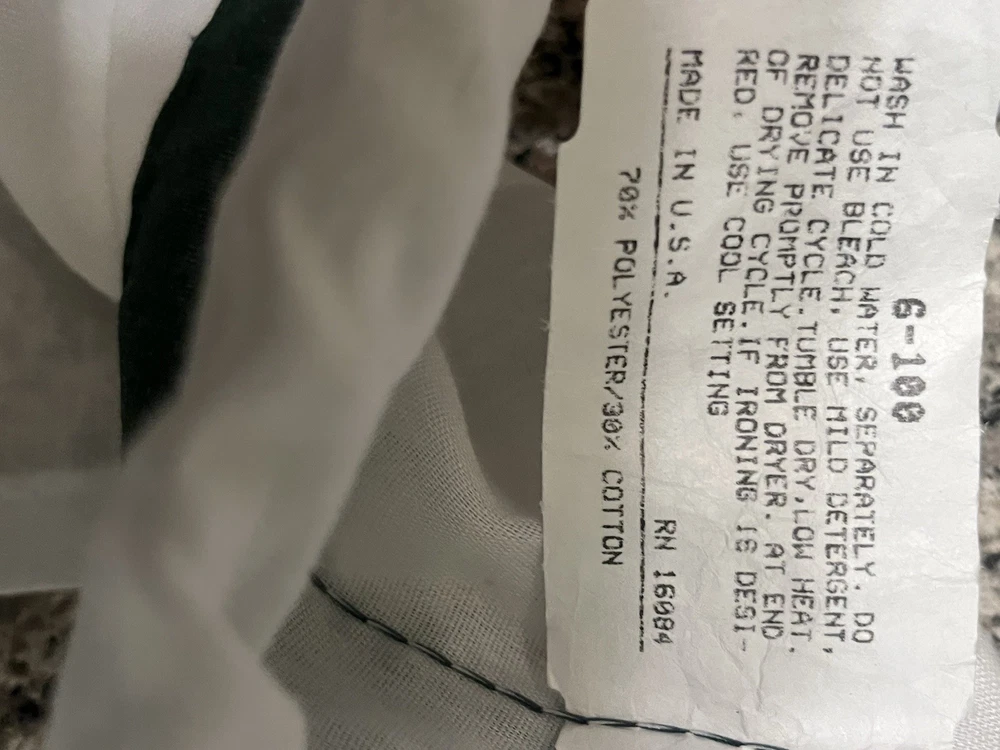 6-100
WASH IN COLD WATER, SEPARATELY. DO
NOT USE BLEACH. USE MILD DETERGENT,
DELICATE CYCLE.TUMBLE DRY,LOW HEAT.
REMOVE PROMPTLY FROM DRYER. AT END
OF DRYING CYCLE.IF IRONING IS DESI-
RED. USE COOL SETTING
MADE IN U.S.A. RN 16084
70% POLYESTER/30% COTTON